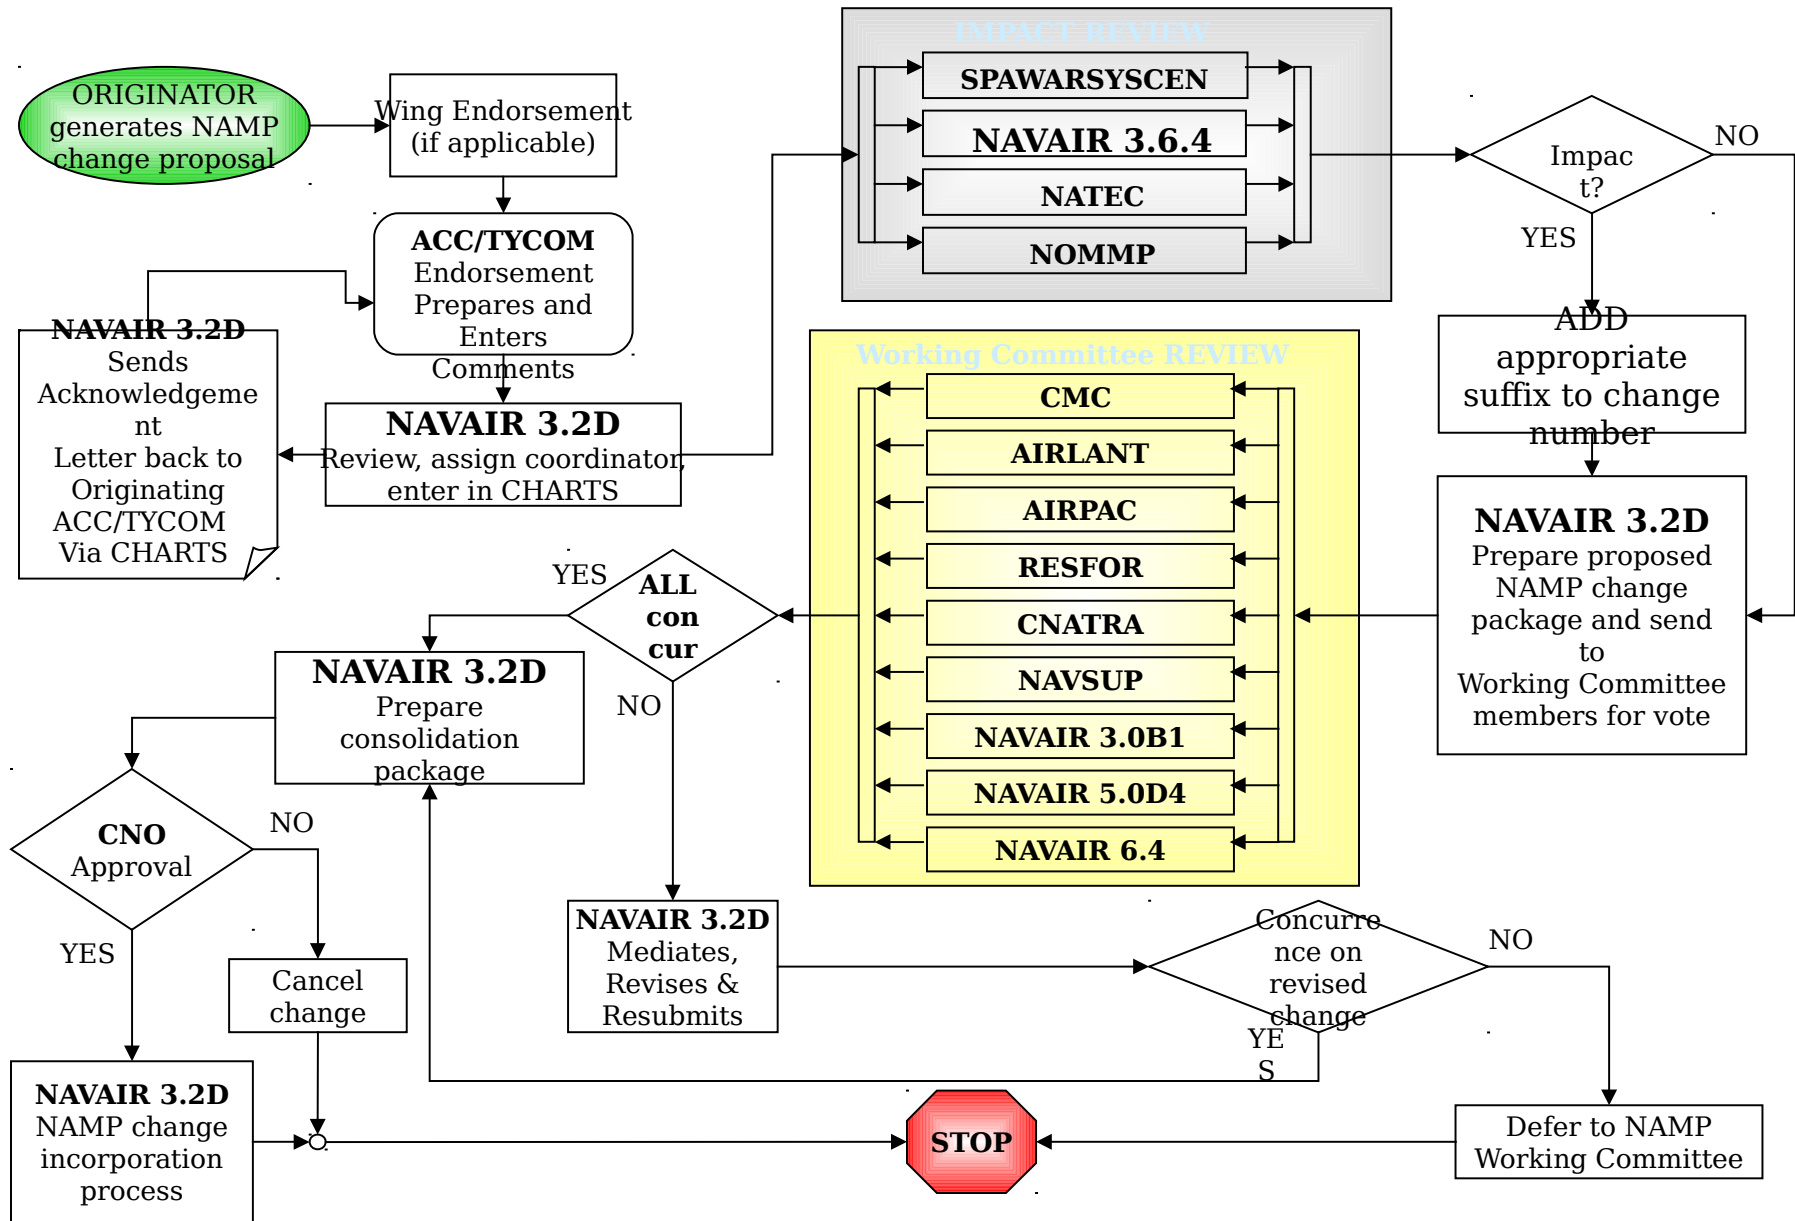 ORIGINATOR
generates NAMP
change proposal
Wing Endorsement
(if applicable)
ACC/TYCOM
Endorsement
Prepares and
Enters
Comments
NAVAIR 3.2D
Sends
Acknowledgeme
nt
Letter back to
Originating
ACC/TYCOM
Via CHARTS
NAVAIR 3.2D
Review, assign coordinator,
enter in CHARTS
IMPACT REVIEW
SPAWARSYSCEN
NAVAIR 3.6.4
NATEC
NOMMP
Impac
t?
NO
YES
ADD
appropriate
suffix to change
number
NAVAIR 3.2D
Prepare proposed
NAMP change
package and send
to
Working Committee
members for vote
Working Committee REVIEW
CMC
AIRLANT
AIRPAC
RESFOR
CNATRA
NAVSUP
NAVAIR 3.0B1
NAVAIR 5.0D4
NAVAIR 6.4
YES
ALL
con
cur
NO
NAVAIR 3.2D
Prepare
consolidation
package
CNO
Approval
NO
YES
Cancel
change
NAVAIR 3.2D
Mediates,
Revises &
Resubmits
Concurre
nce on
revised
change
NO
YE
S
NAVAIR 3.2D
NAMP change
incorporation
process
STOP
Defer to NAMP
Working Committee